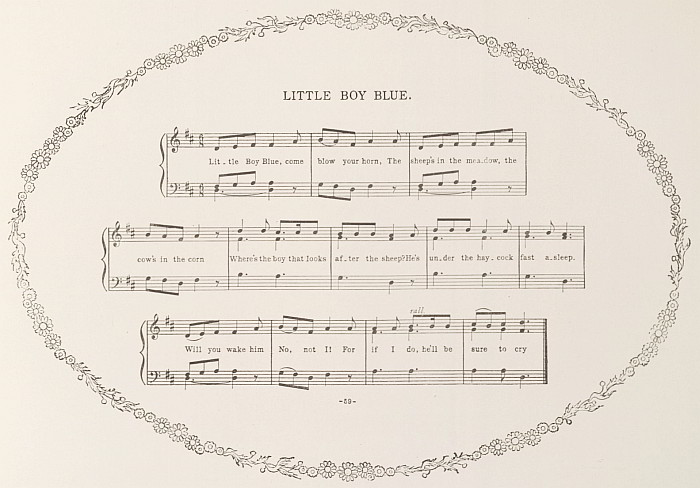 LITTLE BOY BLUE.
Lit - tle Boy Blue, come blow your horn, The sheep's in the mea-dow, the
cow's in the corn Where's the boy that looks af - ter the sheep? He's un-der the hay - cock fast a-sleep.
rall
Will you wake him No, not I! For if I do, he'll be sure to cry
-59-